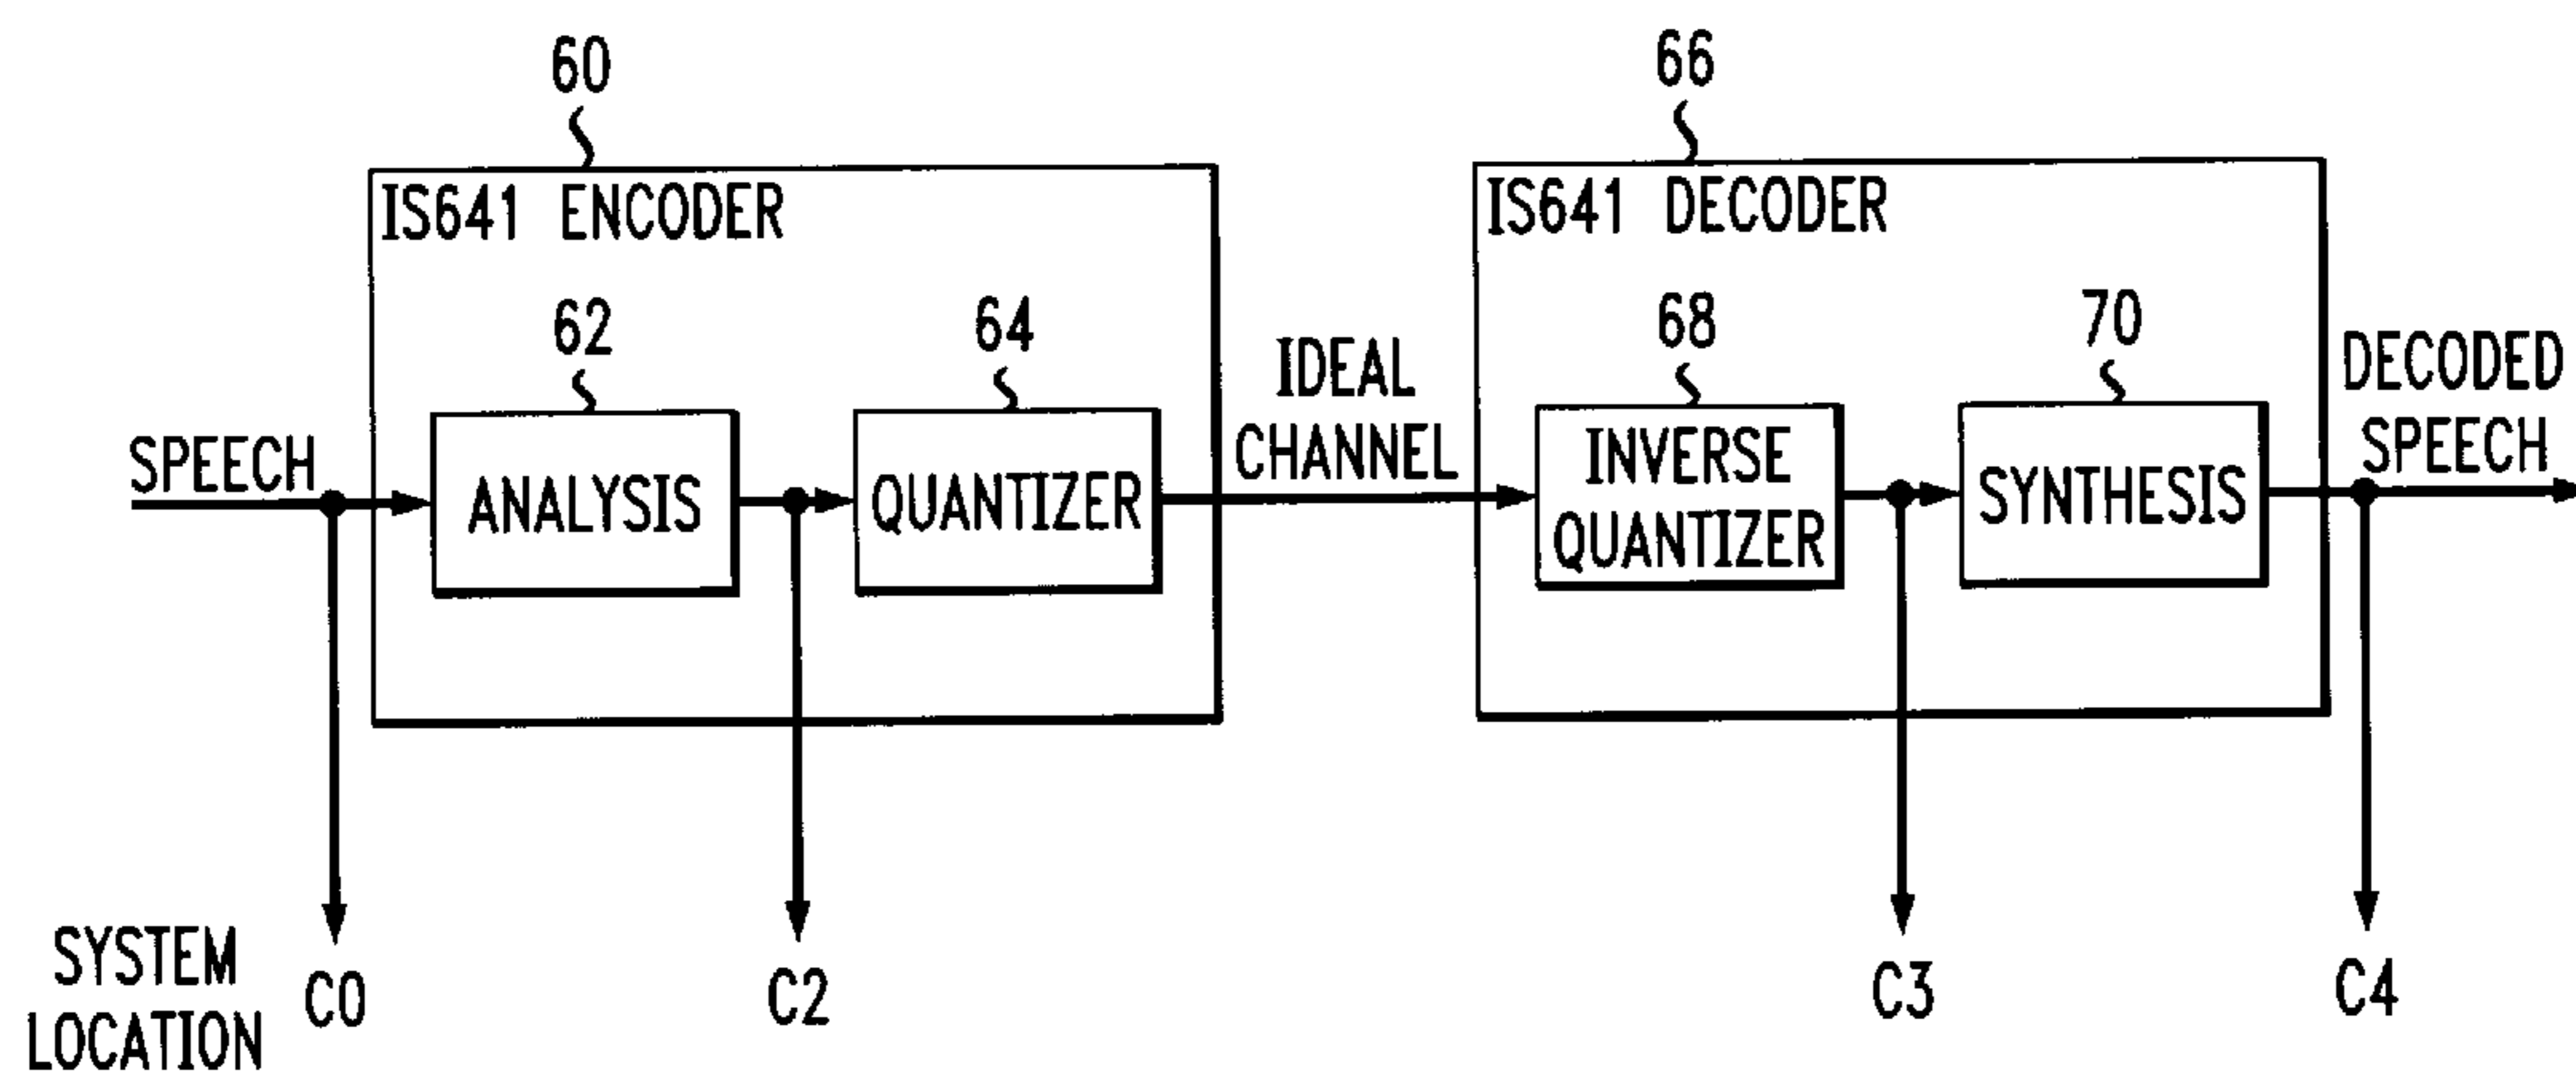 60
66
IS641 ENCODER
IS641 DECODER
62
64
68
70
IDEAL
CHANNEL
DECODED
SPEECH
SPEECH
ANALYSIS
QUANTIZER
INVERSE
QUANTIZER
SYNTHESIS
SYSTEM
LOCATION
C0
C2
C3
C4